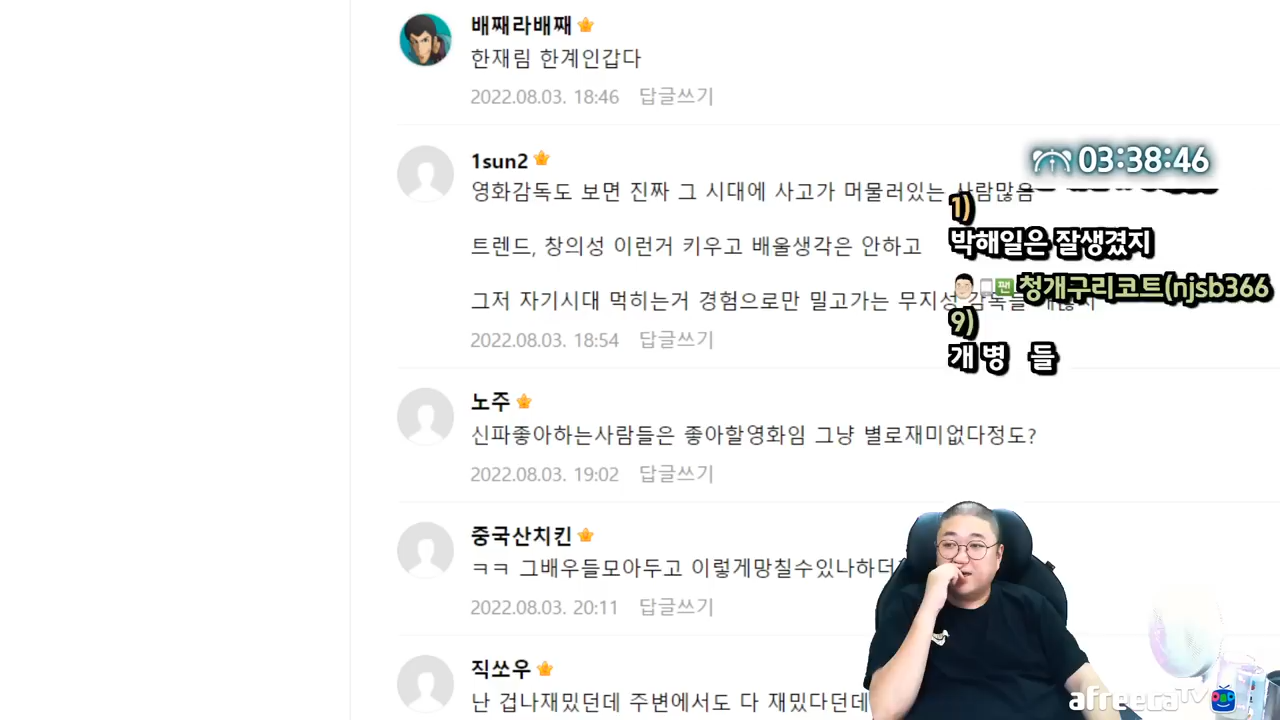 배째라배째
한재림 한계인갑다
2022.08.03. 18:46 답글쓰기
1sun2
영화감독도 보면 진짜 그 시대에 사고가 머물러있는 사람많음
트렌드, 창의성 이런거 키우고 배울생각은 안하고
그저 자기시대 먹히는거 경험으로만 밀고가는 무지성 감독들
2022.08.03. 18:54 답글쓰기
노주
신파좋아하는사람들은 좋아할영화임 그냥 별로재미없다정도?
2022.08.03. 19:02 답글쓰기
중국산치킨
ㅋㅋ 그배우들모아두고 이렇게망칠수있나하더
2022.08.03. 20:11 답글쓰기
직쏘우
난 겁나재밌던데 주변에서도 다 재밌다던데
03:38:46
1)
박해일은 잘생겼지
팬 청개구리코트(njsb366
9)
개병 들
afreecaTV